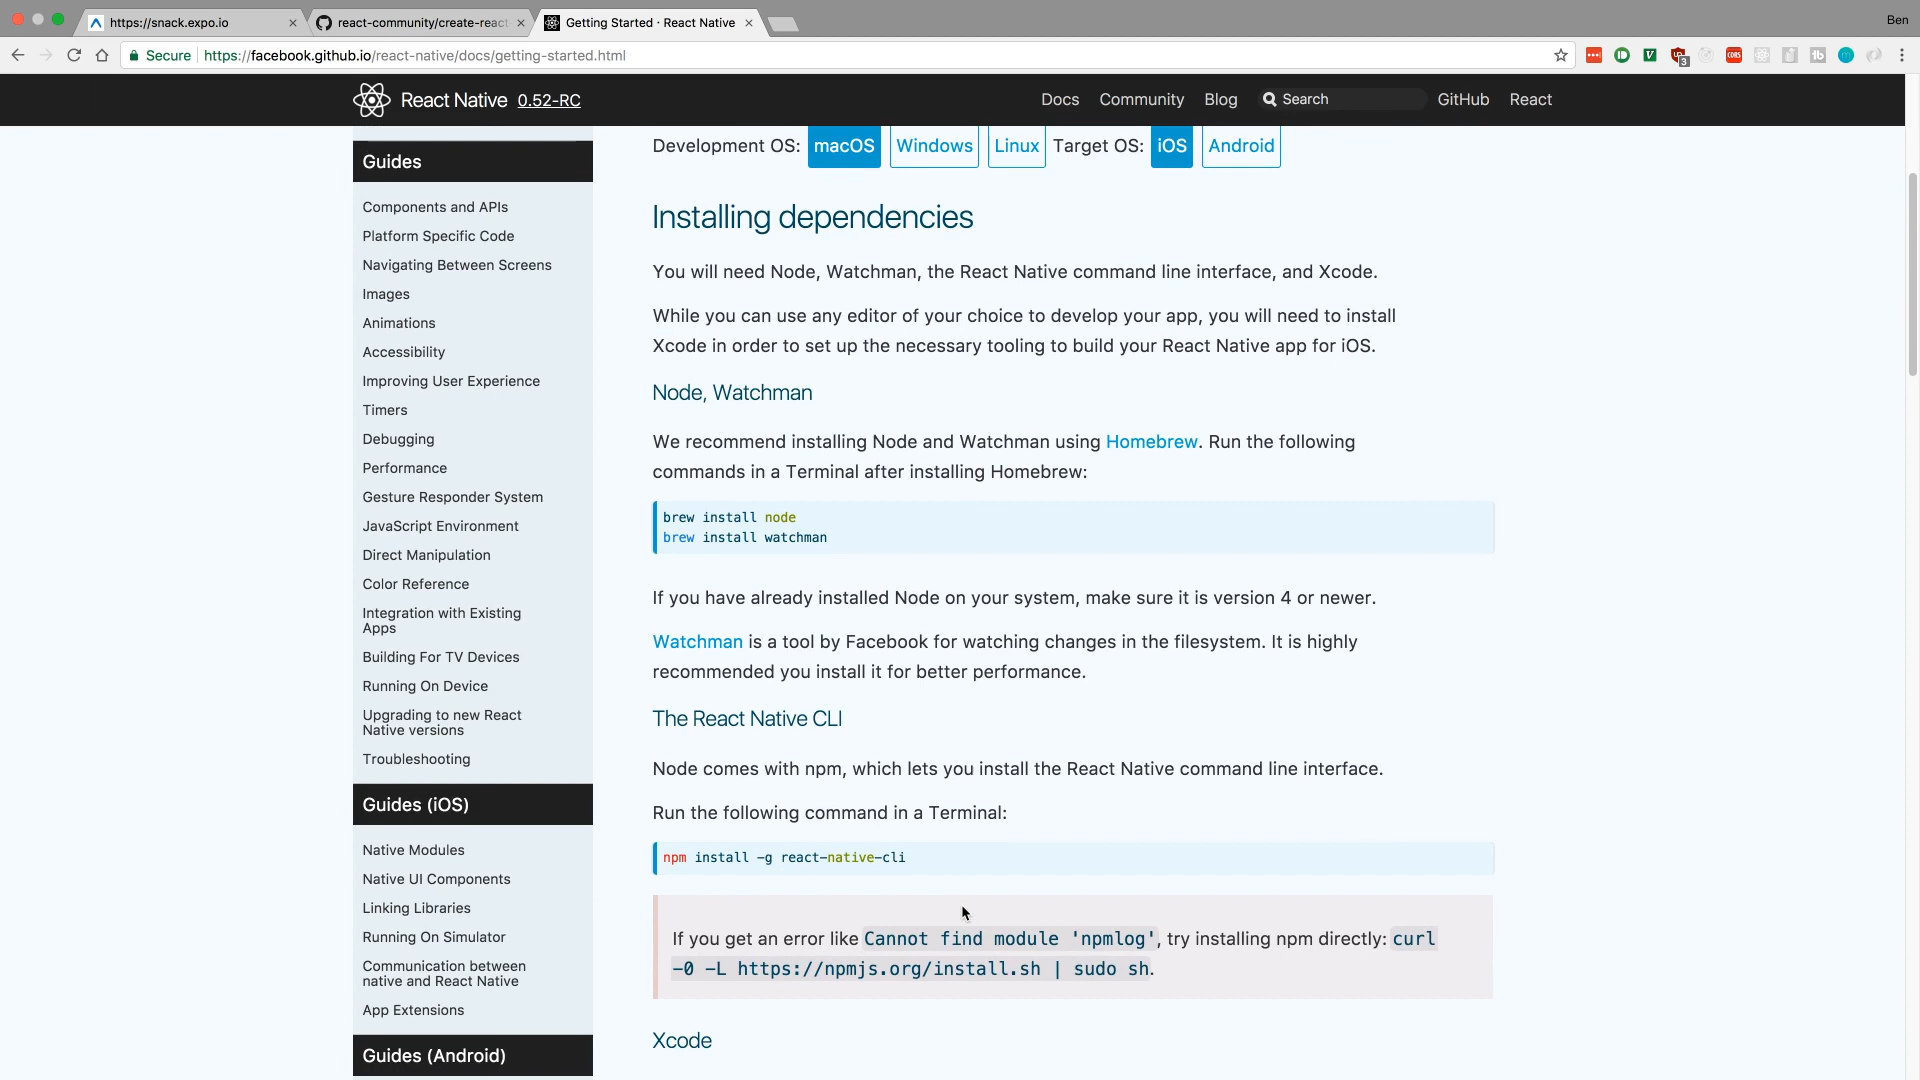 https://snack.expo.io
react-community/create-react
Getting Started · React Native
Ben
Secure
https://facebook.github.io/react-native/docs/getting-started.html
3
CORS
React Native 0.52-RC
Docs
Community
Blog
Search
GitHub
React
Guides
Components and APIs
Platform Specific Code
Navigating Between Screens
Images
Animations
Accessibility
Improving User Experience
Timers
Debugging
Performance
Gesture Responder System
JavaScript Environment
Direct Manipulation
Color Reference
Integration with Existing
Apps
Building For TV Devices
Running On Device
Upgrading to new React
Native versions
Troubleshooting
Guides (iOS)
Native Modules
Native UI Components
Linking Libraries
Running On Simulator
Communication between
native and React Native
App Extensions
Guides (Android)
Development OS: macOS Windows Linux Target OS: iOS Android
Installing dependencies
You will need Node, Watchman, the React Native command line interface, and Xcode.
While you can use any editor of your choice to develop your app, you will need to install
Xcode in order to set up the necessary tooling to build your React Native app for iOS.
Node, Watchman
We recommend installing Node and Watchman using Homebrew. Run the following
commands in a Terminal after installing Homebrew:
brew install node
brew install watchman
If you have already installed Node on your system, make sure it is version 4 or newer.
Watchman is a tool by Facebook for watching changes in the filesystem. It is highly
recommended you install it for better performance.
The React Native CLI
Node comes with npm, which lets you install the React Native command line interface.
Run the following command in a Terminal:
npm install -g react-native-cli
If you get an error like Cannot find module 'npmlog', try installing npm directly: curl
-0 -L https://npmjs.org/install.sh | sudo sh.
Xcode